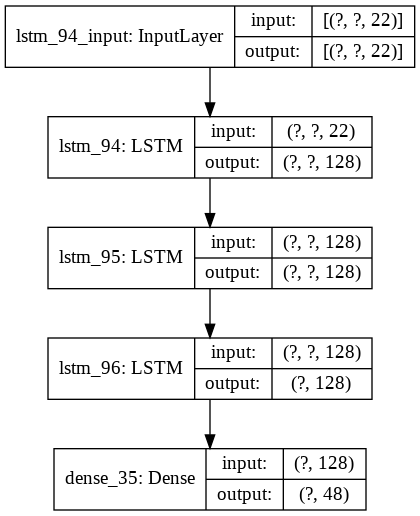 lstm_94_input: InputLayer
input: [(?, ?, 22)]
output: [(?, ?, 22)]
lstm_94: LSTM
input: (?, ?, 22)
output: (?, ?, 128)
lstm_95: LSTM
input: (?, ?, 128)
output: (?, ?, 128)
lstm_96: LSTM
input: (?, ?, 128)
output: (?, 128)
dense_35: Dense
input: (?, 128)
output: (?, 48)